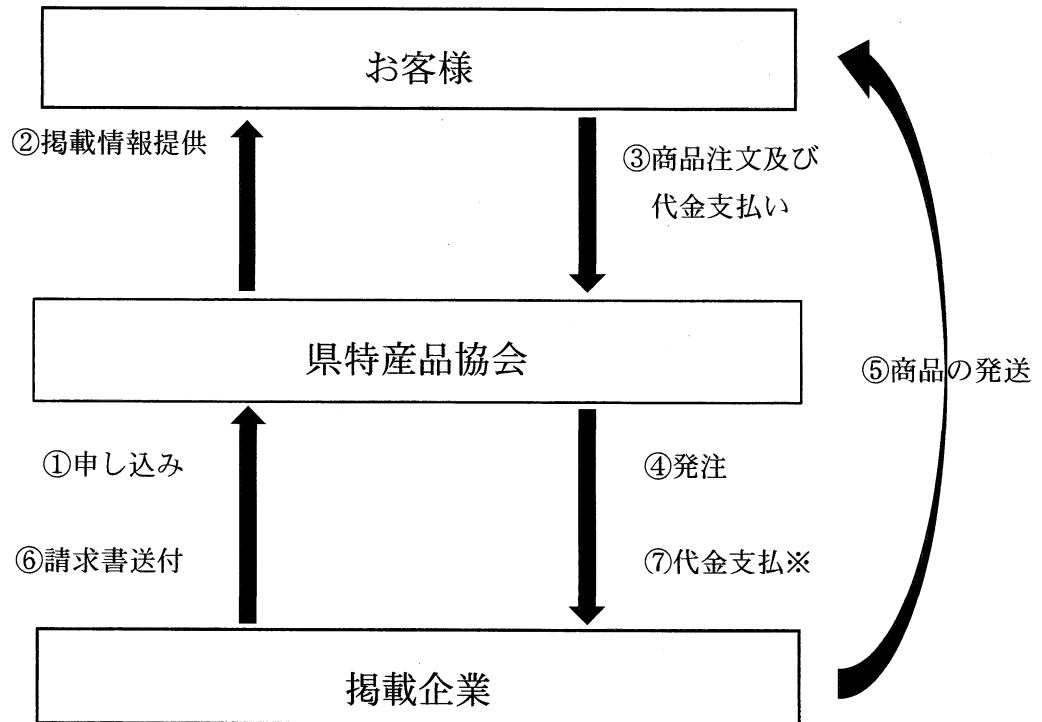 お客様
②掲載情報提供
③商品注文及び
代金支払い
県特産品協会
⑤商品の発送
①申し込み
④発注
⑥請求書送付
⑦代金支払※
掲載企業